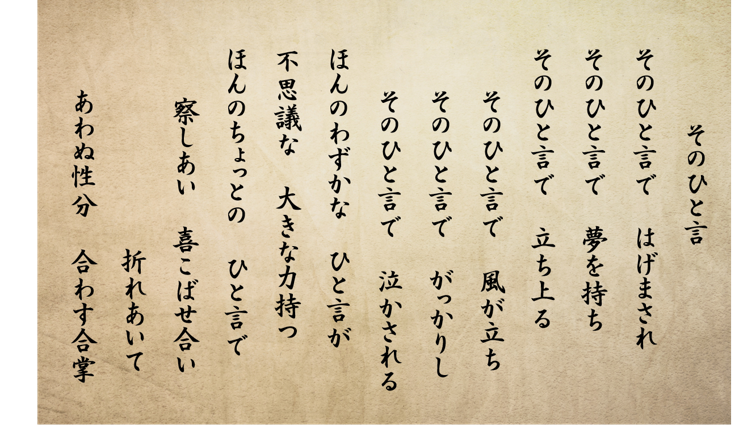 そのひと言
そのひと言で　はげまされ
そのひと言で　夢を持ち
そのひと言で　立ち上る
そのひと言で　風が立ち
そのひと言で　がっかりし
そのひと言で　泣かされる
ほんのわずかな　ひと言が
不思議な　大きな力持つ
ほんのちょっとの　ひと言で
察しあい　喜こばせ合い
折れあいて
あわぬ性分　合わす合掌